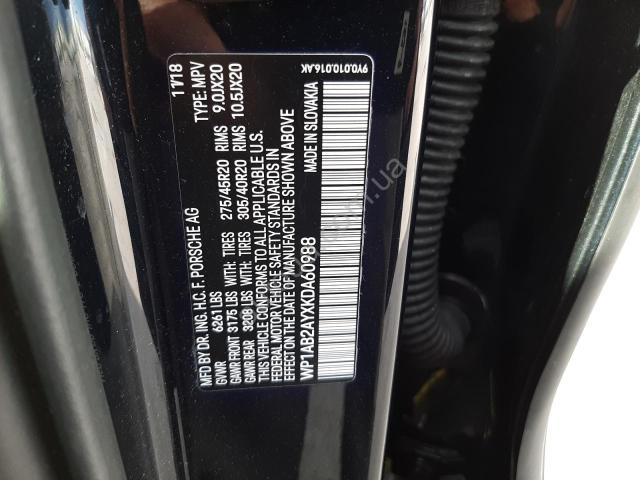 MFD BY DR. ING. H.C. F. PORSCHE AG 11/18
GVWR 6261 LBS TYPE: MPV
GAWR FRONT 3175 LBS WITH: TIRES 275/45R20 RIMS 9.0JX20
GAWR REAR 3208 LBS WITH: TIRES 305/40R20 RIMS 10.5JX20
THIS VEHICLE CONFORMS TO ALL APPLICABLE U.S.
FEDERAL MOTOR VEHICLE SAFETY STANDARDS IN
EFFECT ON THE DATE OF MANUFACTURE SHOWN ABOVE
WP1AB2AYXKDA60988 MADE IN SLOVAKIA
9Y0.010.016.AK